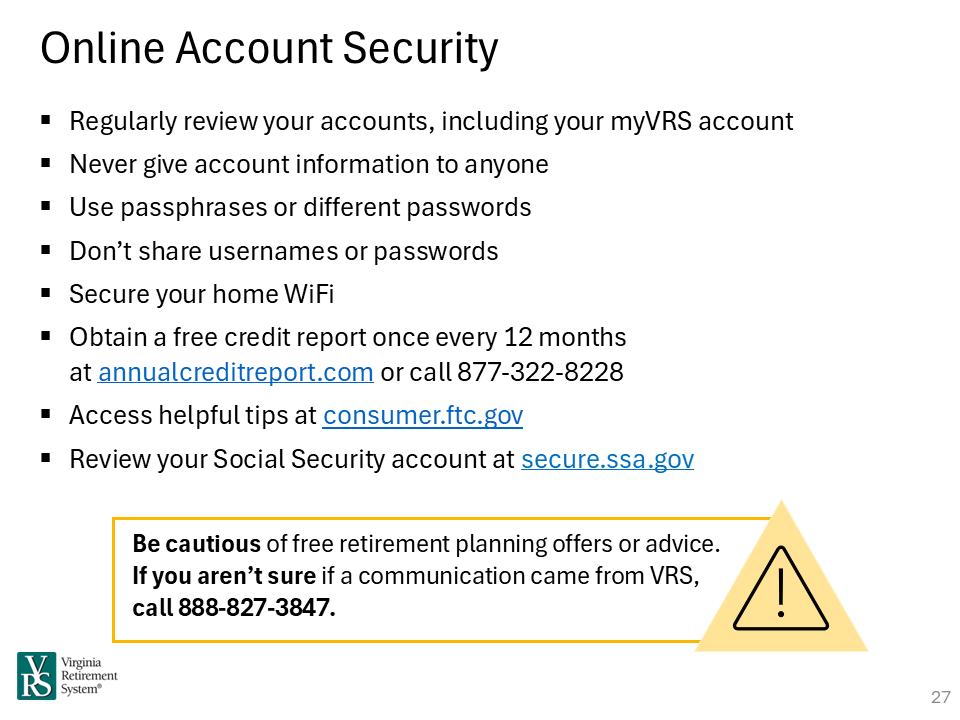 Online Account Security
▪ Regularly review your accounts, including your myVRS account
▪ Never give account information to anyone
▪ Use passphrases or different passwords
▪ Don’t share usernames or passwords
▪ Secure your home WiFi
▪ Obtain a free credit report once every 12 months
at annualcreditreport.com or call 877-322-8228
▪ Access helpful tips at consumer.ftc.gov
▪ Review your Social Security account at secure.ssa.gov
Be cautious of free retirement planning offers or advice.
If you aren’t sure if a communication came from VRS,
call 888-827-3847.
VRS
Virginia
Retirement
System®
27